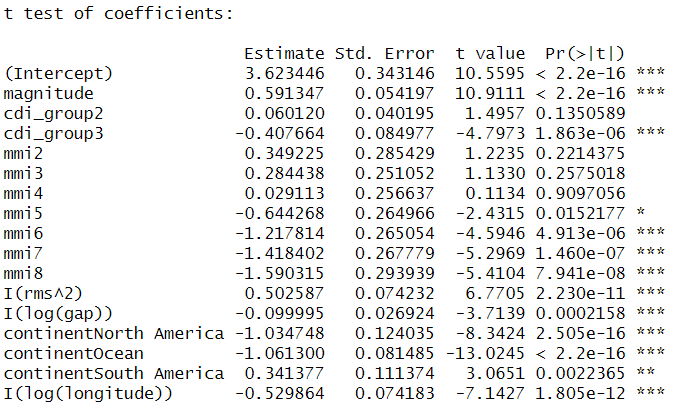 t test of coefficients:
Estimate Std. Error t value Pr(>|t|)
(Intercept) 3.623446 0.343146 10.5595 < 2.2e-16 ***
magnitude 0.591347 0.054197 10.9111 < 2.2e-16 ***
cdi_group2 0.060120 0.040195 1.4957 0.1350589
cdi_group3 -0.407664 0.084977 -4.7973 1.863e-06 ***
mmi2 0.349225 0.285429 1.2235 0.2214375
mmi3 0.284438 0.251052 1.1330 0.2575018
mmi4 0.029113 0.256637 0.1134 0.9097056
mmi5 -0.644268 0.264966 -2.4315 0.0152177 *
mmi6 -1.217814 0.265054 -4.5946 4.913e-06 ***
mmi7 -1.418402 0.267779 -5.2969 1.460e-07 ***
mmi8 -1.590315 0.293939 -5.4104 7.941e-08 ***
I(rms^2) 0.502587 0.074232 6.7705 2.230e-11 ***
I(log(gap)) -0.099995 0.026924 -3.7139 0.0002158 ***
continentNorth America -1.034748 0.124035 -8.3424 2.505e-16 ***
continentOcean -1.061300 0.081485 -13.0245 < 2.2e-16 ***
continentSouth America 0.341377 0.111374 3.0651 0.0022365 **
I(log(longitude)) -0.529864 0.074183 -7.1427 1.805e-12 ***